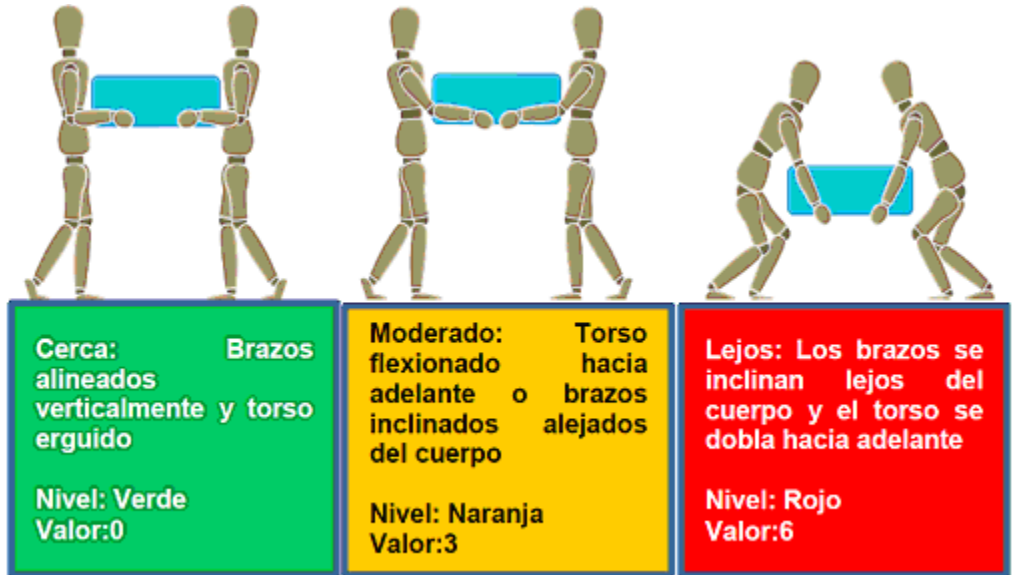 Cerca: Brazos
alineados
verticalmente y torso
erguido
Nivel: Verde
Valor:0
Moderado: Torso
flexionado hacia
adelante o brazos
inclinados alejados
del cuerpo
Nivel: Naranja
Valor:3
Lejos: Los brazos se
inclinan lejos del
cuerpo y el torso se
dobla hacia adelante
Nivel: Rojo
Valor:6